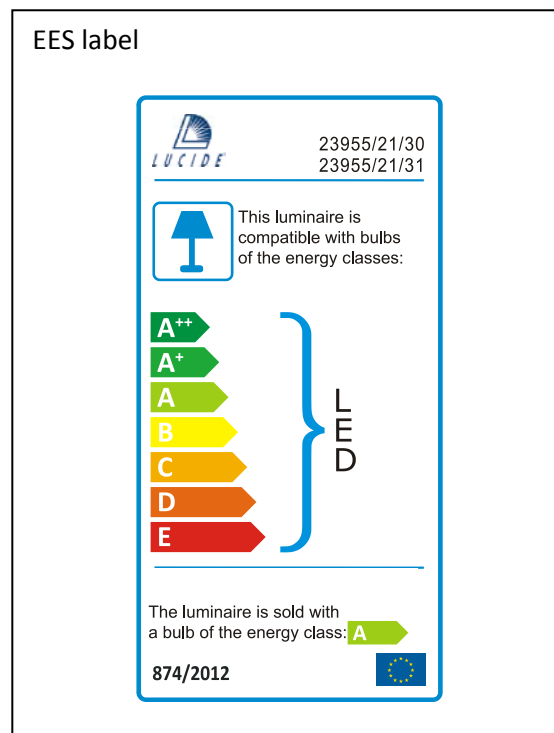 EES label
LUCIDE®
23955/21/30
23955/21/31
This luminaire is
compatible with bulbs
of the energy classes:
A++
A+
A
B
C
D
E
LED
The luminaire is sold with
a bulb of the energy class: A
874/2012